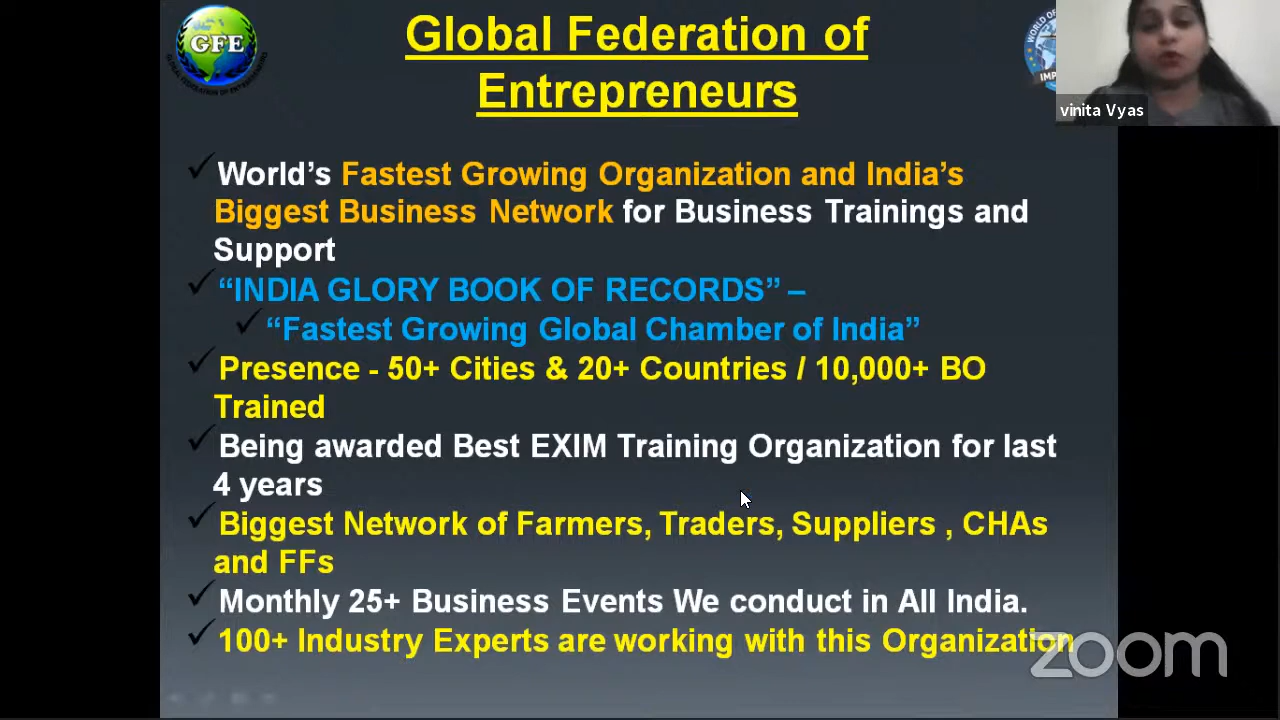 GFE
Global Federation of
Entrepreneurs
WORLD OF
IMP
vinita Vyas
World’s Fastest Growing Organization and India’s
Biggest Business Network for Business Trainings and
Support
“INDIA GLORY BOOK OF RECORDS” –
“Fastest Growing Global Chamber of India”
Presence - 50+ Cities & 20+ Countries / 10,000+ BO
Trained
Being awarded Best EXIM Training Organization for last
4 years
Biggest Network of Farmers, Traders, Suppliers , CHAs
and FFs
Monthly 25+ Business Events We conduct in All India.
100+ Industry Experts are working with this Organization
zoom